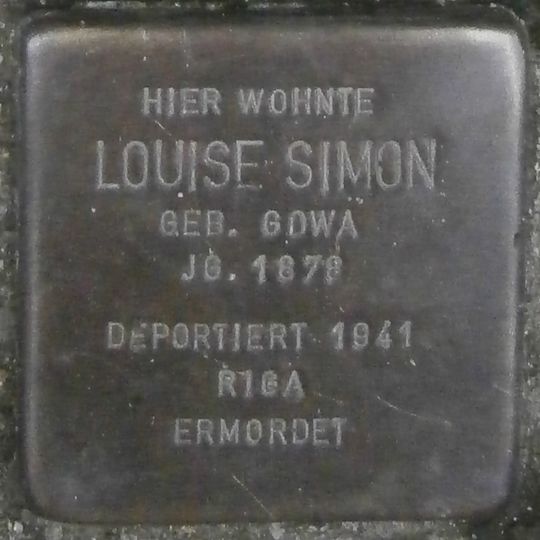 HIER WOHNTE
LOUISE SIMON
GEB. GOWA
JG. 1878
DEPORTIERT 1941
RIGA
ERMORDET